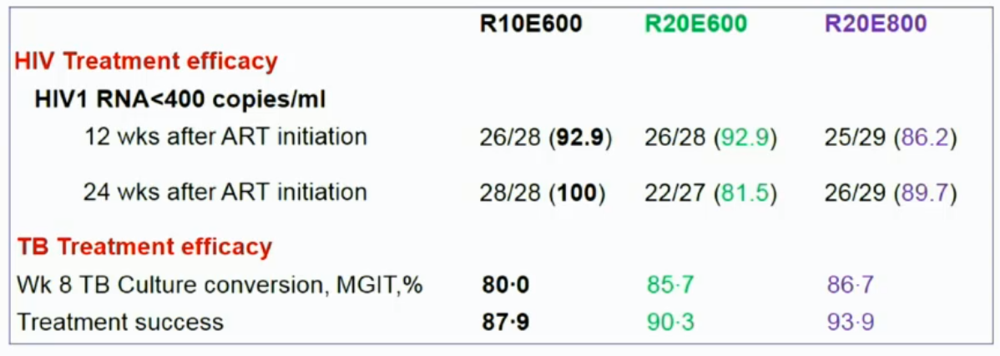 R10E600 R20E600 R20E800
HIV Treatment efficacy
HIV1 RNA<400 copies/ml
12 wks after ART initiation 26/28 (92.9) 26/28 (92.9) 25/29 (86.2)
24 wks after ART initiation 28/28 (100) 22/27 (81.5) 26/29 (89.7)
TB Treatment efficacy
Wk 8 TB Culture conversion, MGIT,% 80·0 85·7 86·7
Treatment success 87·9 90·3 93·9